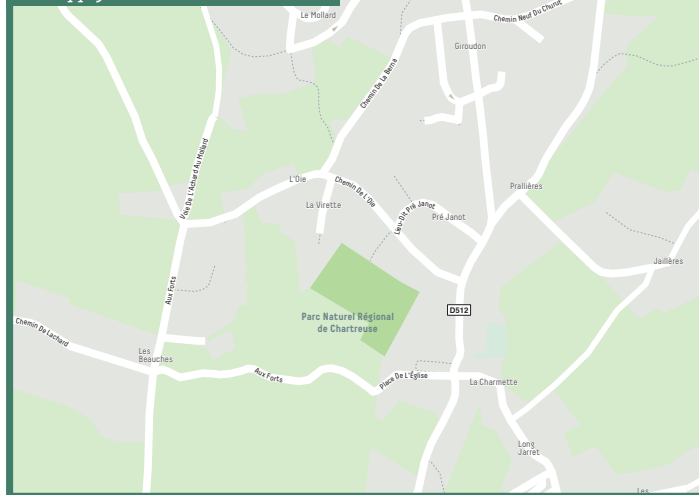 Le Mollard
Chemin Neuf Du Churut
Giroudon
Chemin De La Berna
Voie De L'Achard Au Mollard
L'Oie
Chemin De L'Oie
Prallières
La Virette
Lieu-Dit Pré Janot
Pré Janot
Jaillères
Aux Forts
D512
Parc Naturel Régional
de Chartreuse
Chemin De Lachard
Les
Beauches
Aux Forts
Place De L'Église
La Charmette
Long
Jarret
Les